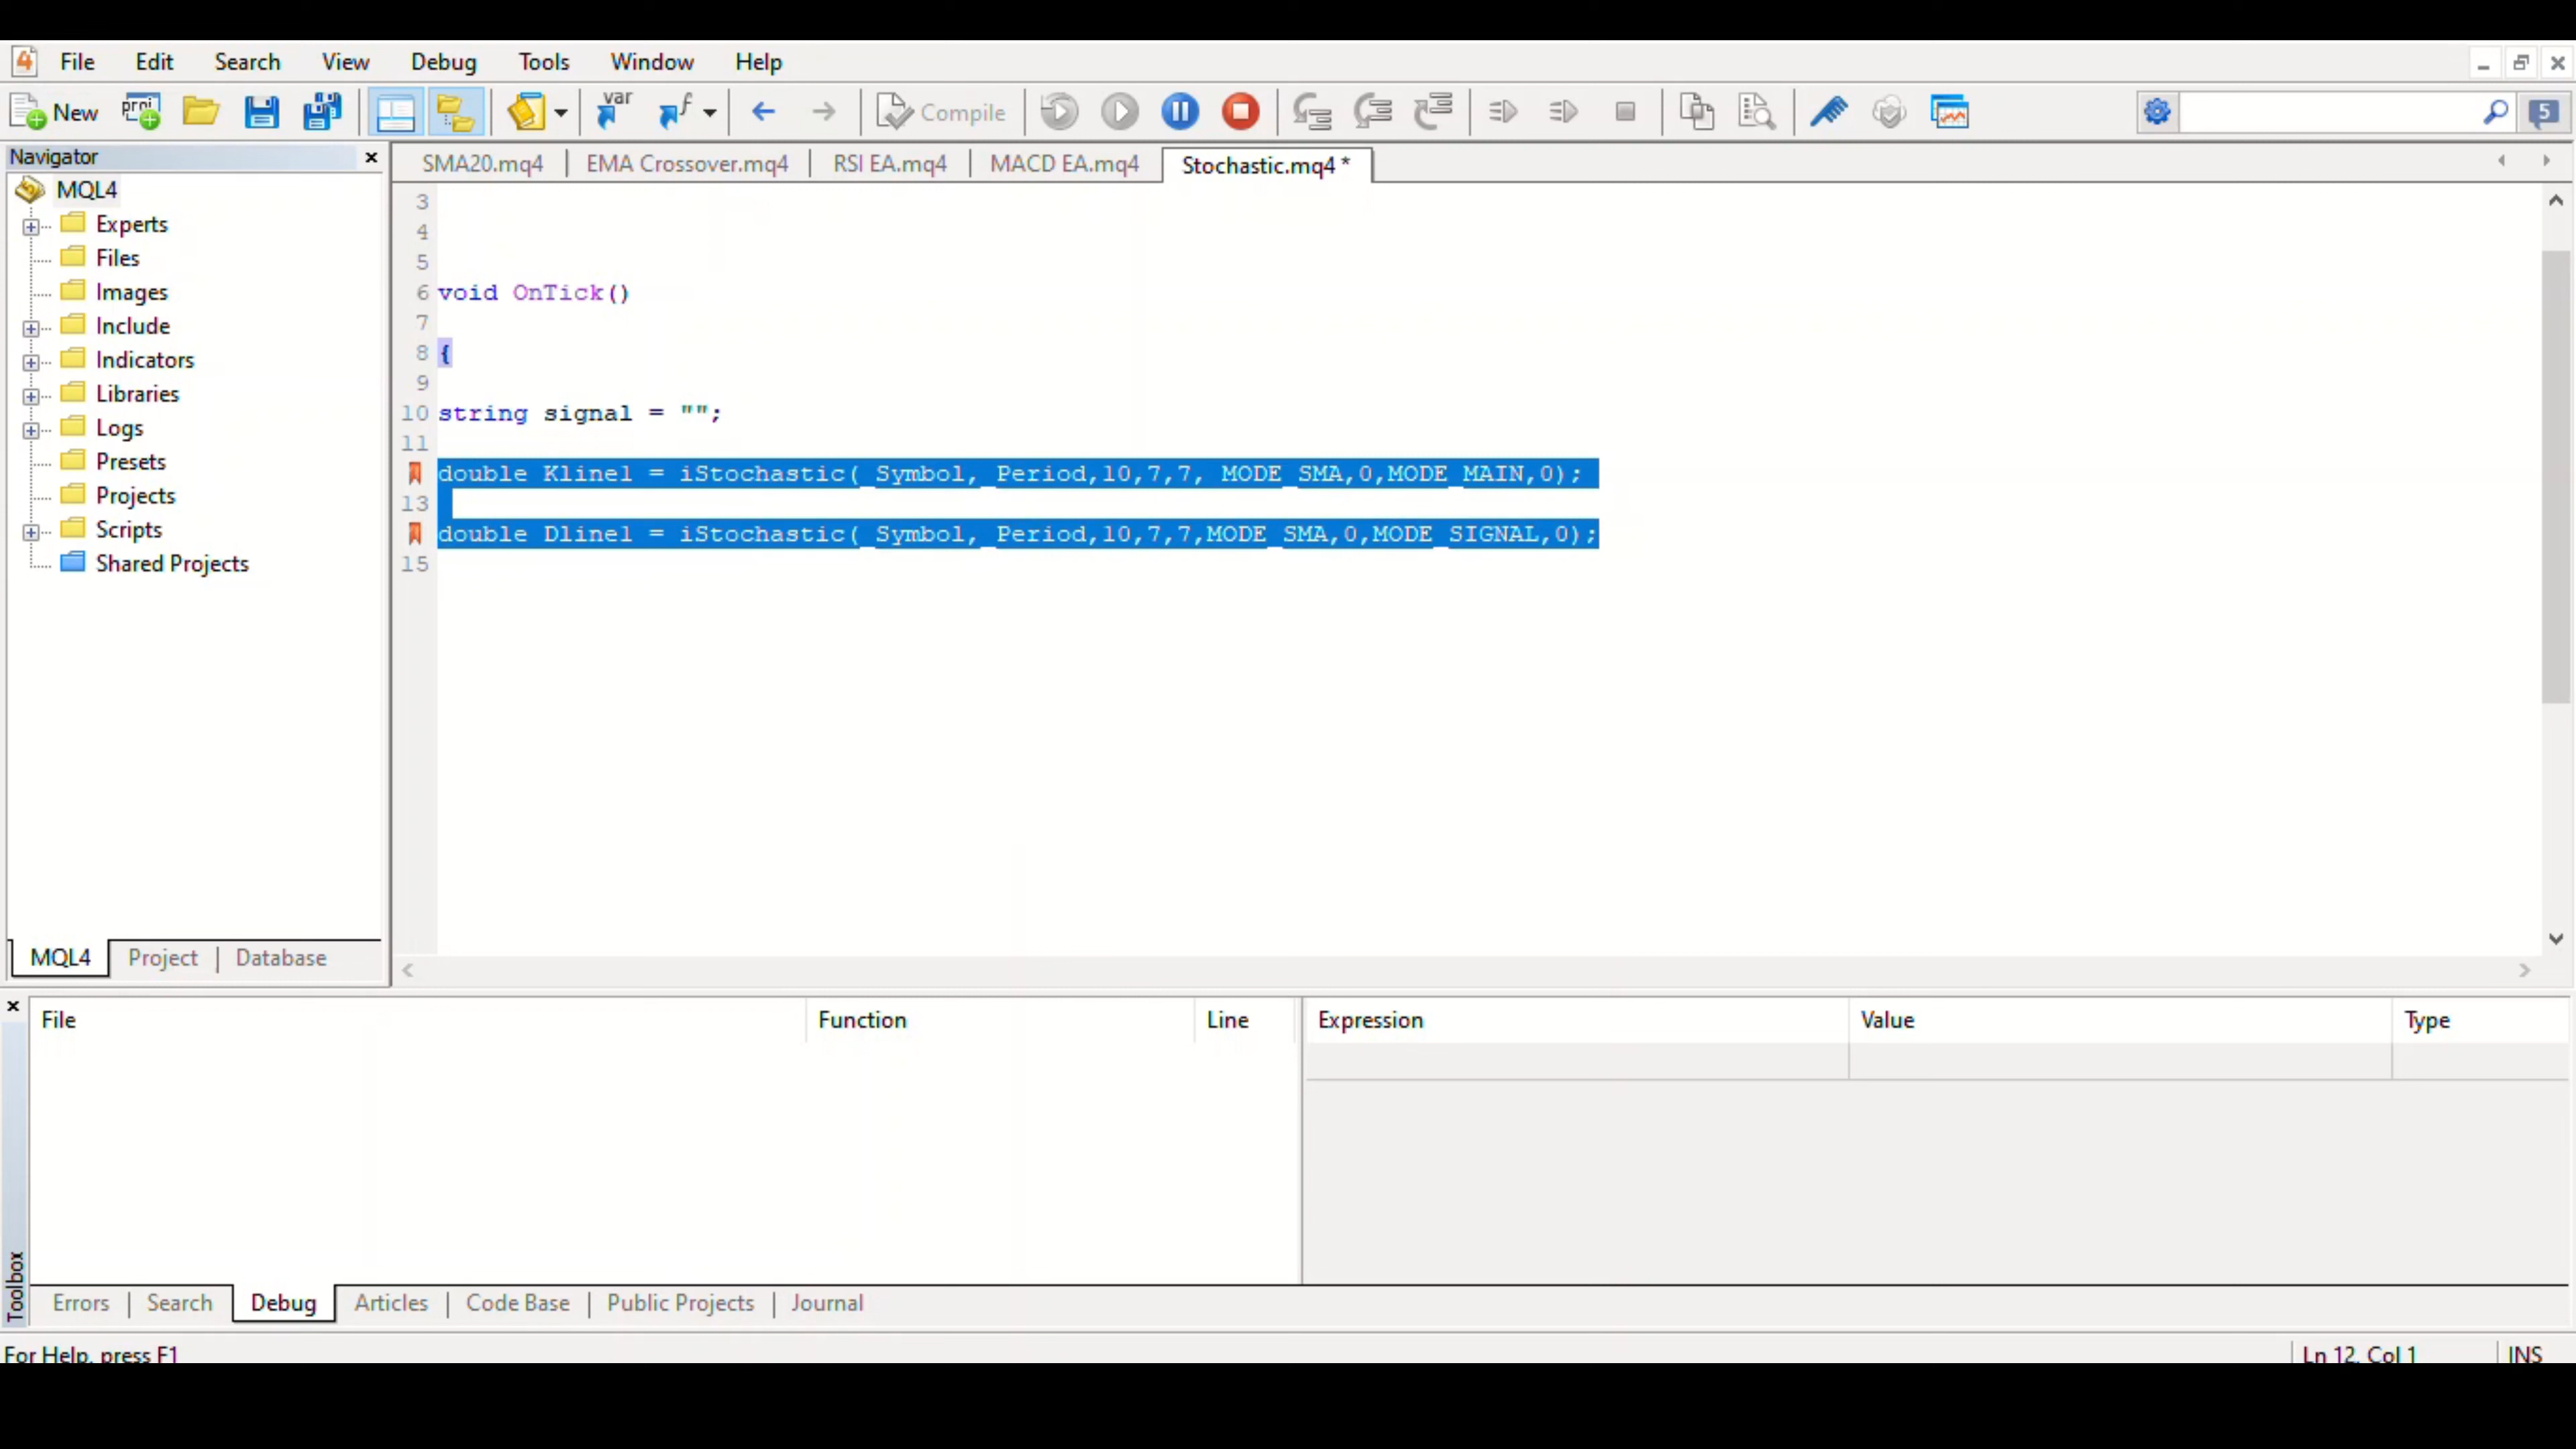 File Edit Search View Debug Tools Window Help
New proj var f Compile 5
Navigator
SMA20.mq4 EMA Crossover.mq4 RSI EA.mq4 MACD EA.mq4 Stochastic.mq4 *
MQL4
Experts
Files
Images
Include
Indicators
Libraries
Logs
Presets
Projects
Scripts
Shared Projects
MQL4 Project Database
3
4
5
6 void OnTick()
7
8 {
9
10 string signal = "";
11
double Kline1 = iStochastic(_Symbol,_Period,10,7,7, MODE_SMA,0,MODE_MAIN,0);
13
double Dline1 = iStochastic(_Symbol,_Period,10,7,7,MODE_SMA,0,MODE_SIGNAL,0);
15
File Function Line Expression Value Type
Toolbox
Errors Search Debug Articles Code Base Public Projects Journal
For Help, press F1 Ln 12, Col 1 INS